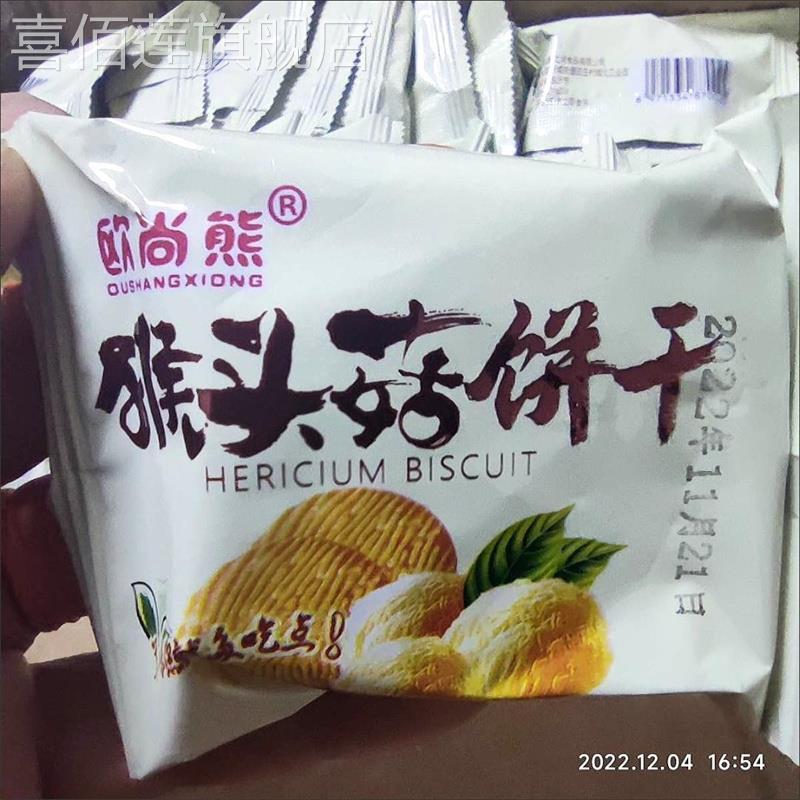 喜佰莲旗舰店
欧尚熊®
OUSHANGXIONG
猴头菇饼干
HERICIUM BISCUIT
2022年11月21日
2022.12.04 16:54